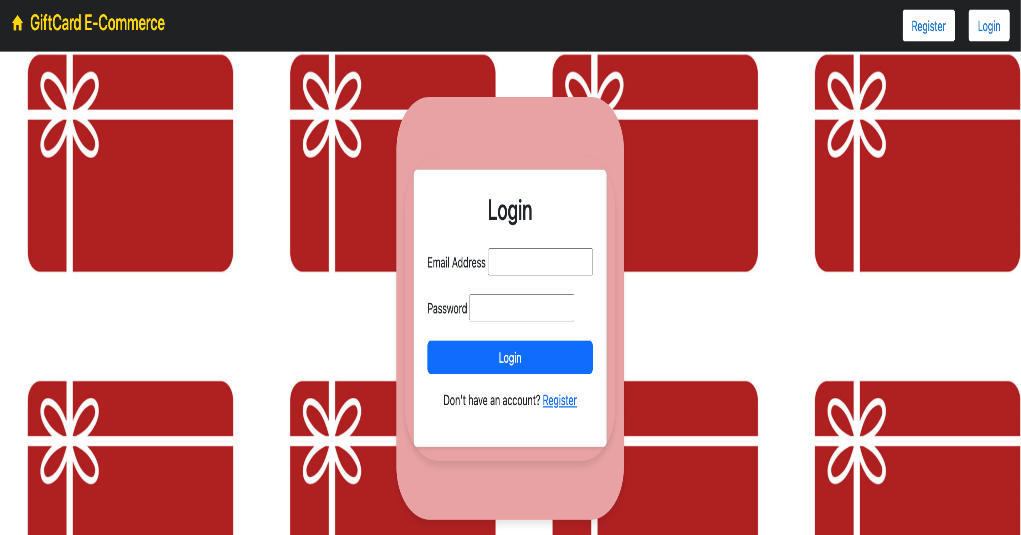 GiftCard E-Commerce
Register
Login
Login
Email Address
Password
Login
Don't have an account? Register